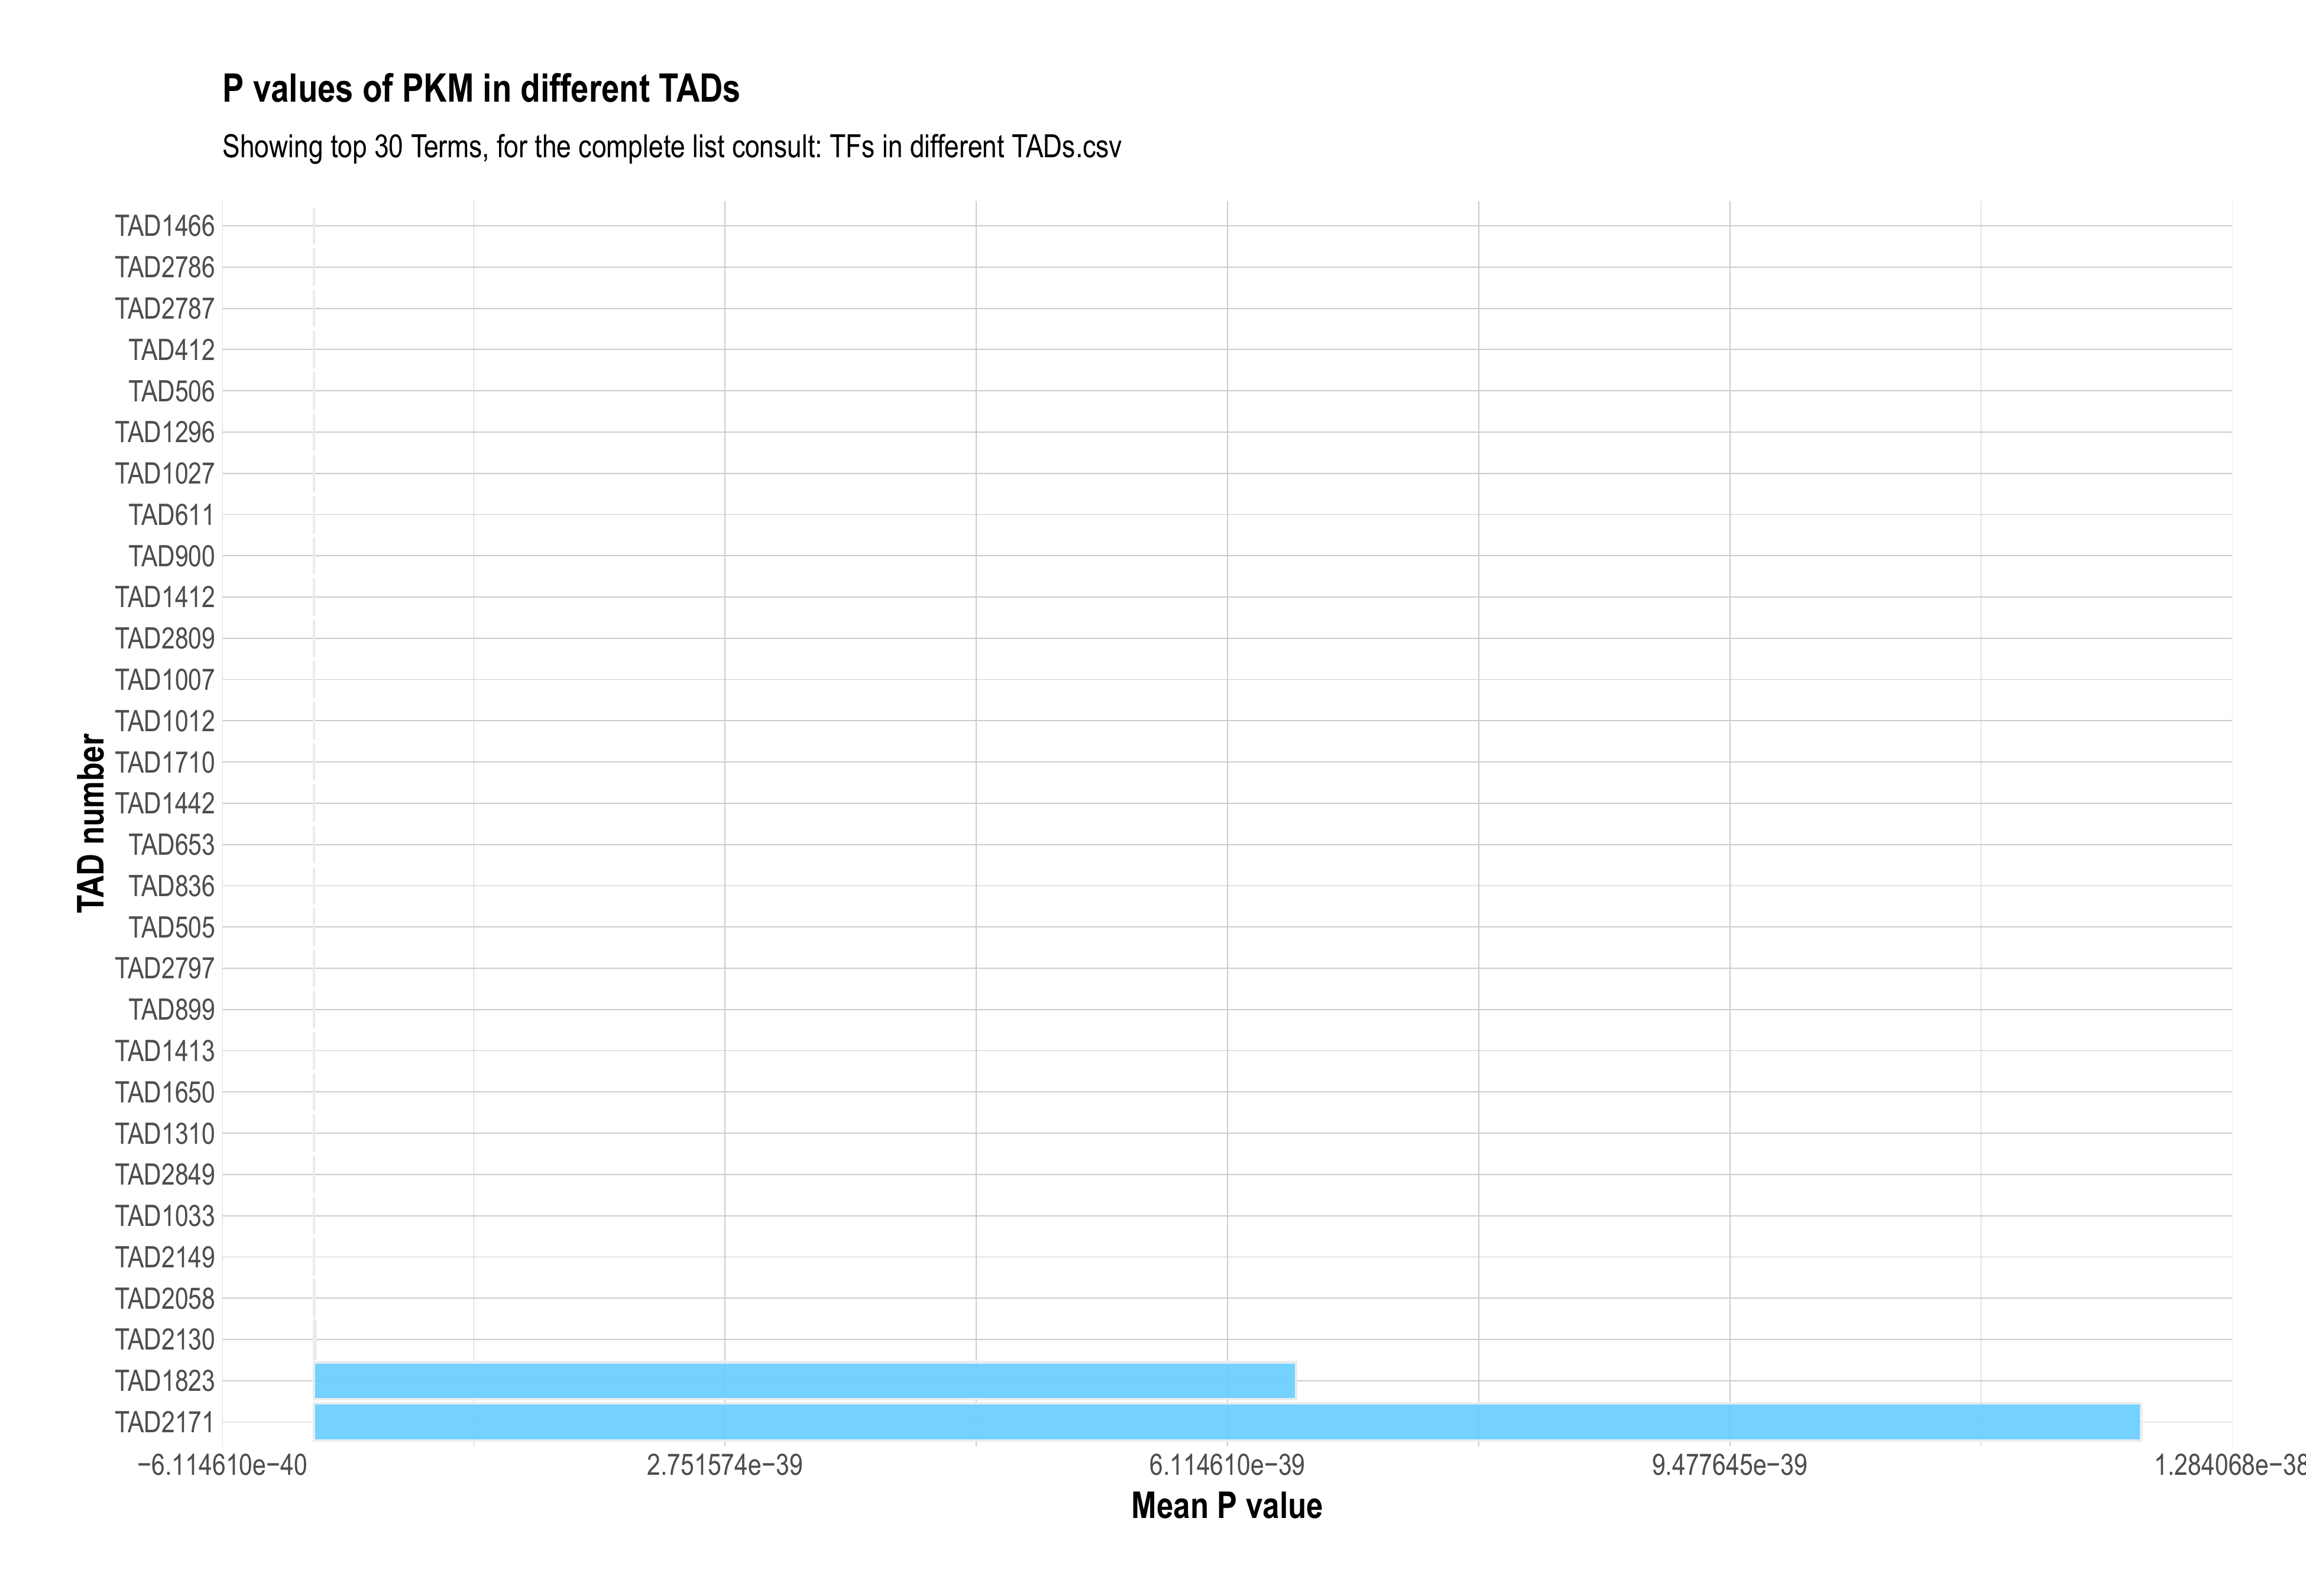 P values of PKM in different TADs
Showing top 30 Terms, for the complete list consult: TFs in different TADs.csv
TAD1466
TAD2786
TAD2787
TAD412
TAD506
TAD1296
TAD1027
TAD611
TAD900
TAD1412
TAD2809
TAD1007
TAD1012
TAD1710
TAD1442
TAD653
TAD836
TAD505
TAD2797
TAD899
TAD1413
TAD1650
TAD1310
TAD2849
TAD1033
TAD2149
TAD2058
TAD2130
TAD1823
TAD2171
TAD number
−6.114610e−40 2.751574e−39 6.114610e−39 9.477645e−39 1.284068e−38
Mean P value